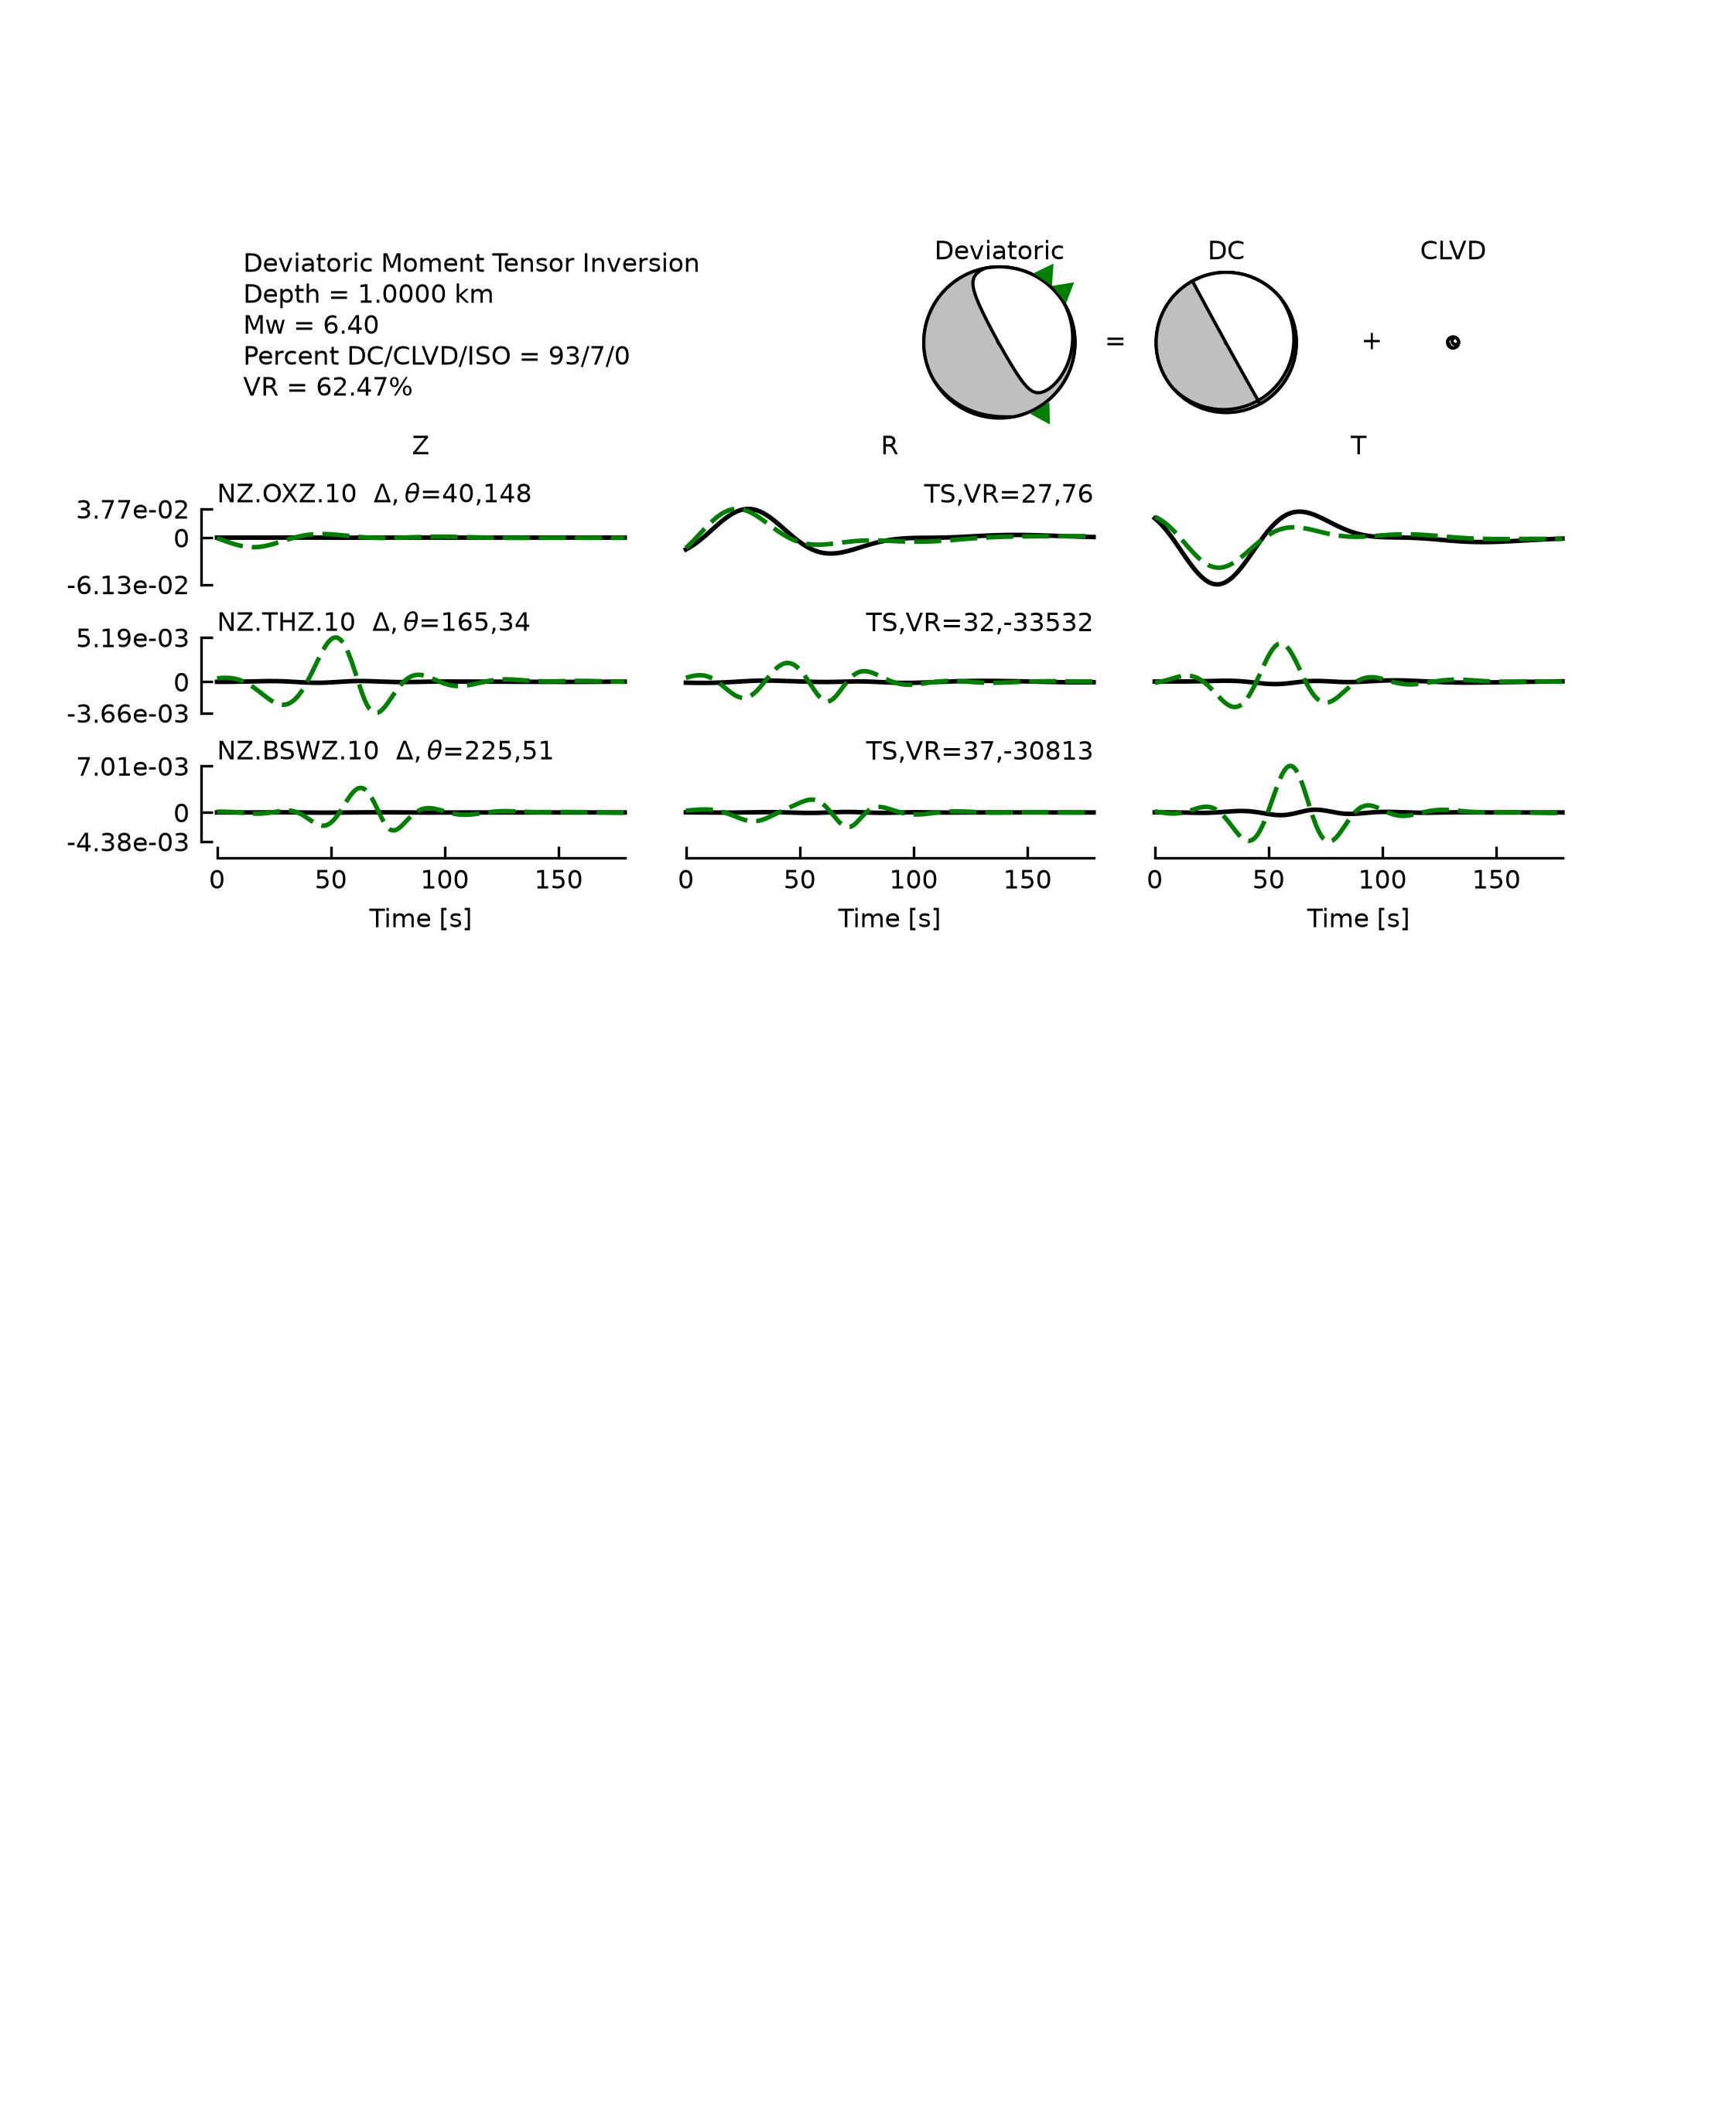 Deviatoric Moment Tensor Inversion
Depth = 1.0000 km
Mw = 6.40
Percent DC/CLVD/ISO = 93/7/0
VR = 62.47%
Deviatoric
=
DC
+
CLVD
Z
R
T
NZ.OXZ.10 Δ,θ=40,148
TS,VR=27,76
3.77e-02
0
-6.13e-02
NZ.THZ.10 Δ,θ=165,34
TS,VR=32,-33532
5.19e-03
0
-3.66e-03
NZ.BSWZ.10 Δ,θ=225,51
TS,VR=37,-30813
7.01e-03
0
-4.38e-03
0 50 100 150
Time [s]
0 50 100 150
Time [s]
0 50 100 150
Time [s]